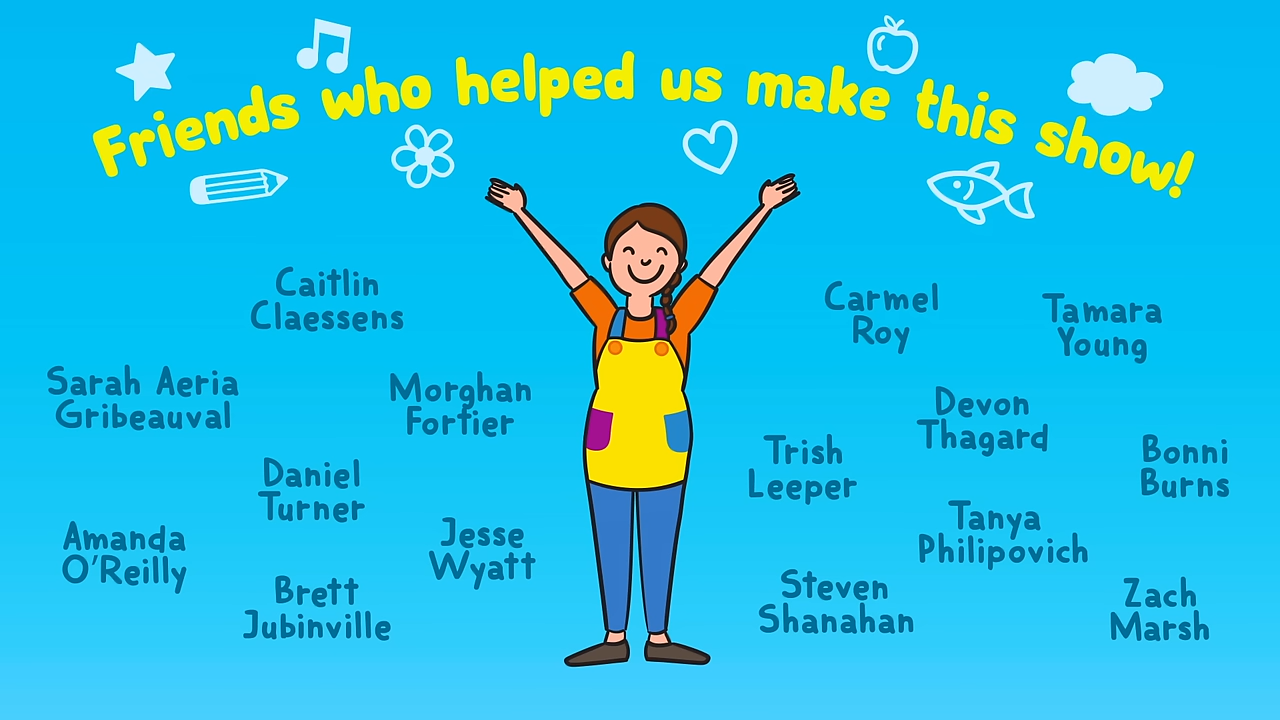 Friends who helped us make this show!
Caitlin
Claessens
Sarah Aeria
Gribeauval
Morghan
Fortier
Daniel
Turner
Amanda
O'Reilly
Jesse
Wyatt
Brett
Jubinville
Carmel
Roy
Tamara
Young
Devon
Thagard
Trish
Leeper
Bonni
Burns
Tanya
Philipovich
Steven
Shanahan
Zach
Marsh